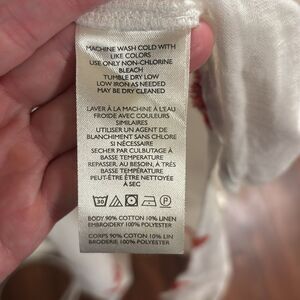 MACHINE WASH COLD WITH
LIKE COLORS
USE ONLY NON-CHLORINE
BLEACH
TUMBLE DRY LOW
LOW IRON AS NEEDED
MAY BE DRY CLEANED
LAVER À LA MACHINE À L'EAU
FROIDE AVEC COULEURS
SIMILAIRES
UTILISER UN AGENT DE
BLANCHIMENT SANS CHLORE
SI NÉCESSAIRE
SECHER PAR CULBUTAGE À
BASSE TEMPÉRATURE
REPASSER, AU BESOIN, À TRÈS
BASSE TEMPÉRATURE
PEUT-ÊTRE ÊTRE NETTOYÉE
À SEC
30
P
BODY 90% COTTON 10% LINEN
EMBROIDERY 100% POLYESTER
CORPS 90% COTON 10% LIN
BRODERIE 100% POLYESTER